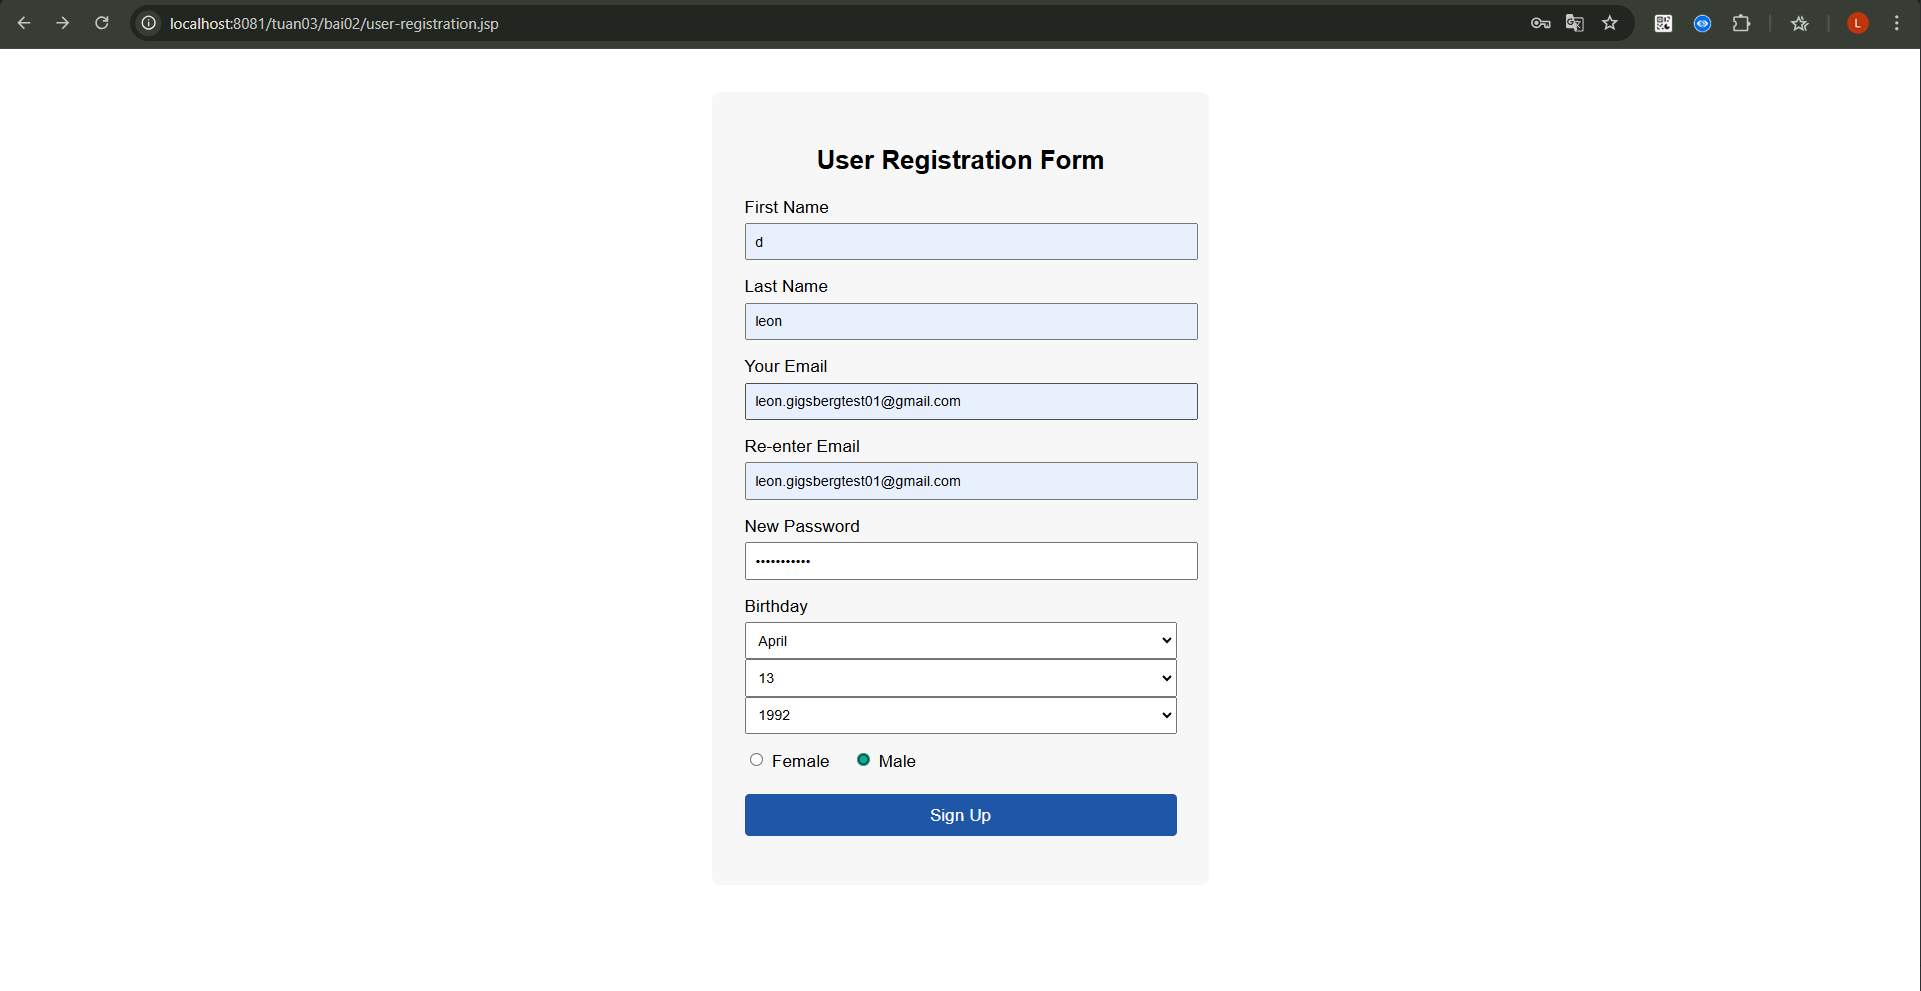 localhost:8081/tuan03/bai02/user-registration.jsp
L
User Registration Form
First Name
d
Last Name
leon
Your Email
leon.gigsbergtest01@gmail.com
Re-enter Email
leon.gigsbergtest01@gmail.com
New Password
•••••••••••
Birthday
April
13
1992
Female Male
Sign Up